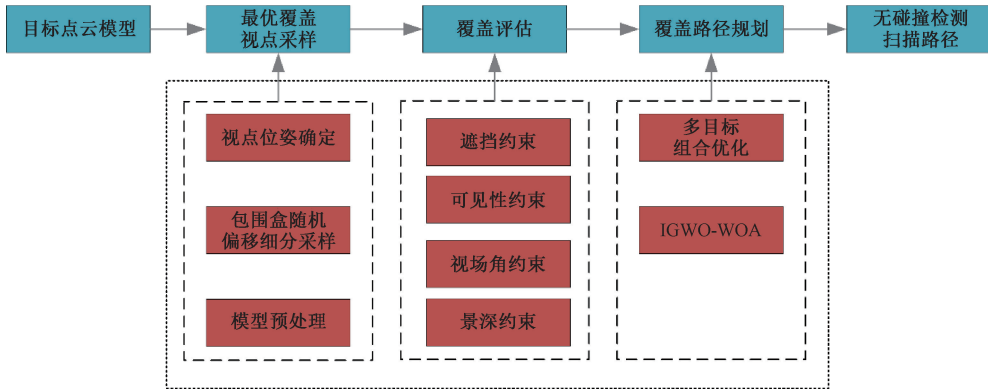 目标点云模型
最优覆盖
视点采样
覆盖评估
覆盖路径规划
无碰撞检测
扫描路径
视点位姿确定
包围盒随机
偏移细分采样
模型预处理
遮挡约束
可见性约束
视场角约束
景深约束
多目标
组合优化
IGWO-WOA